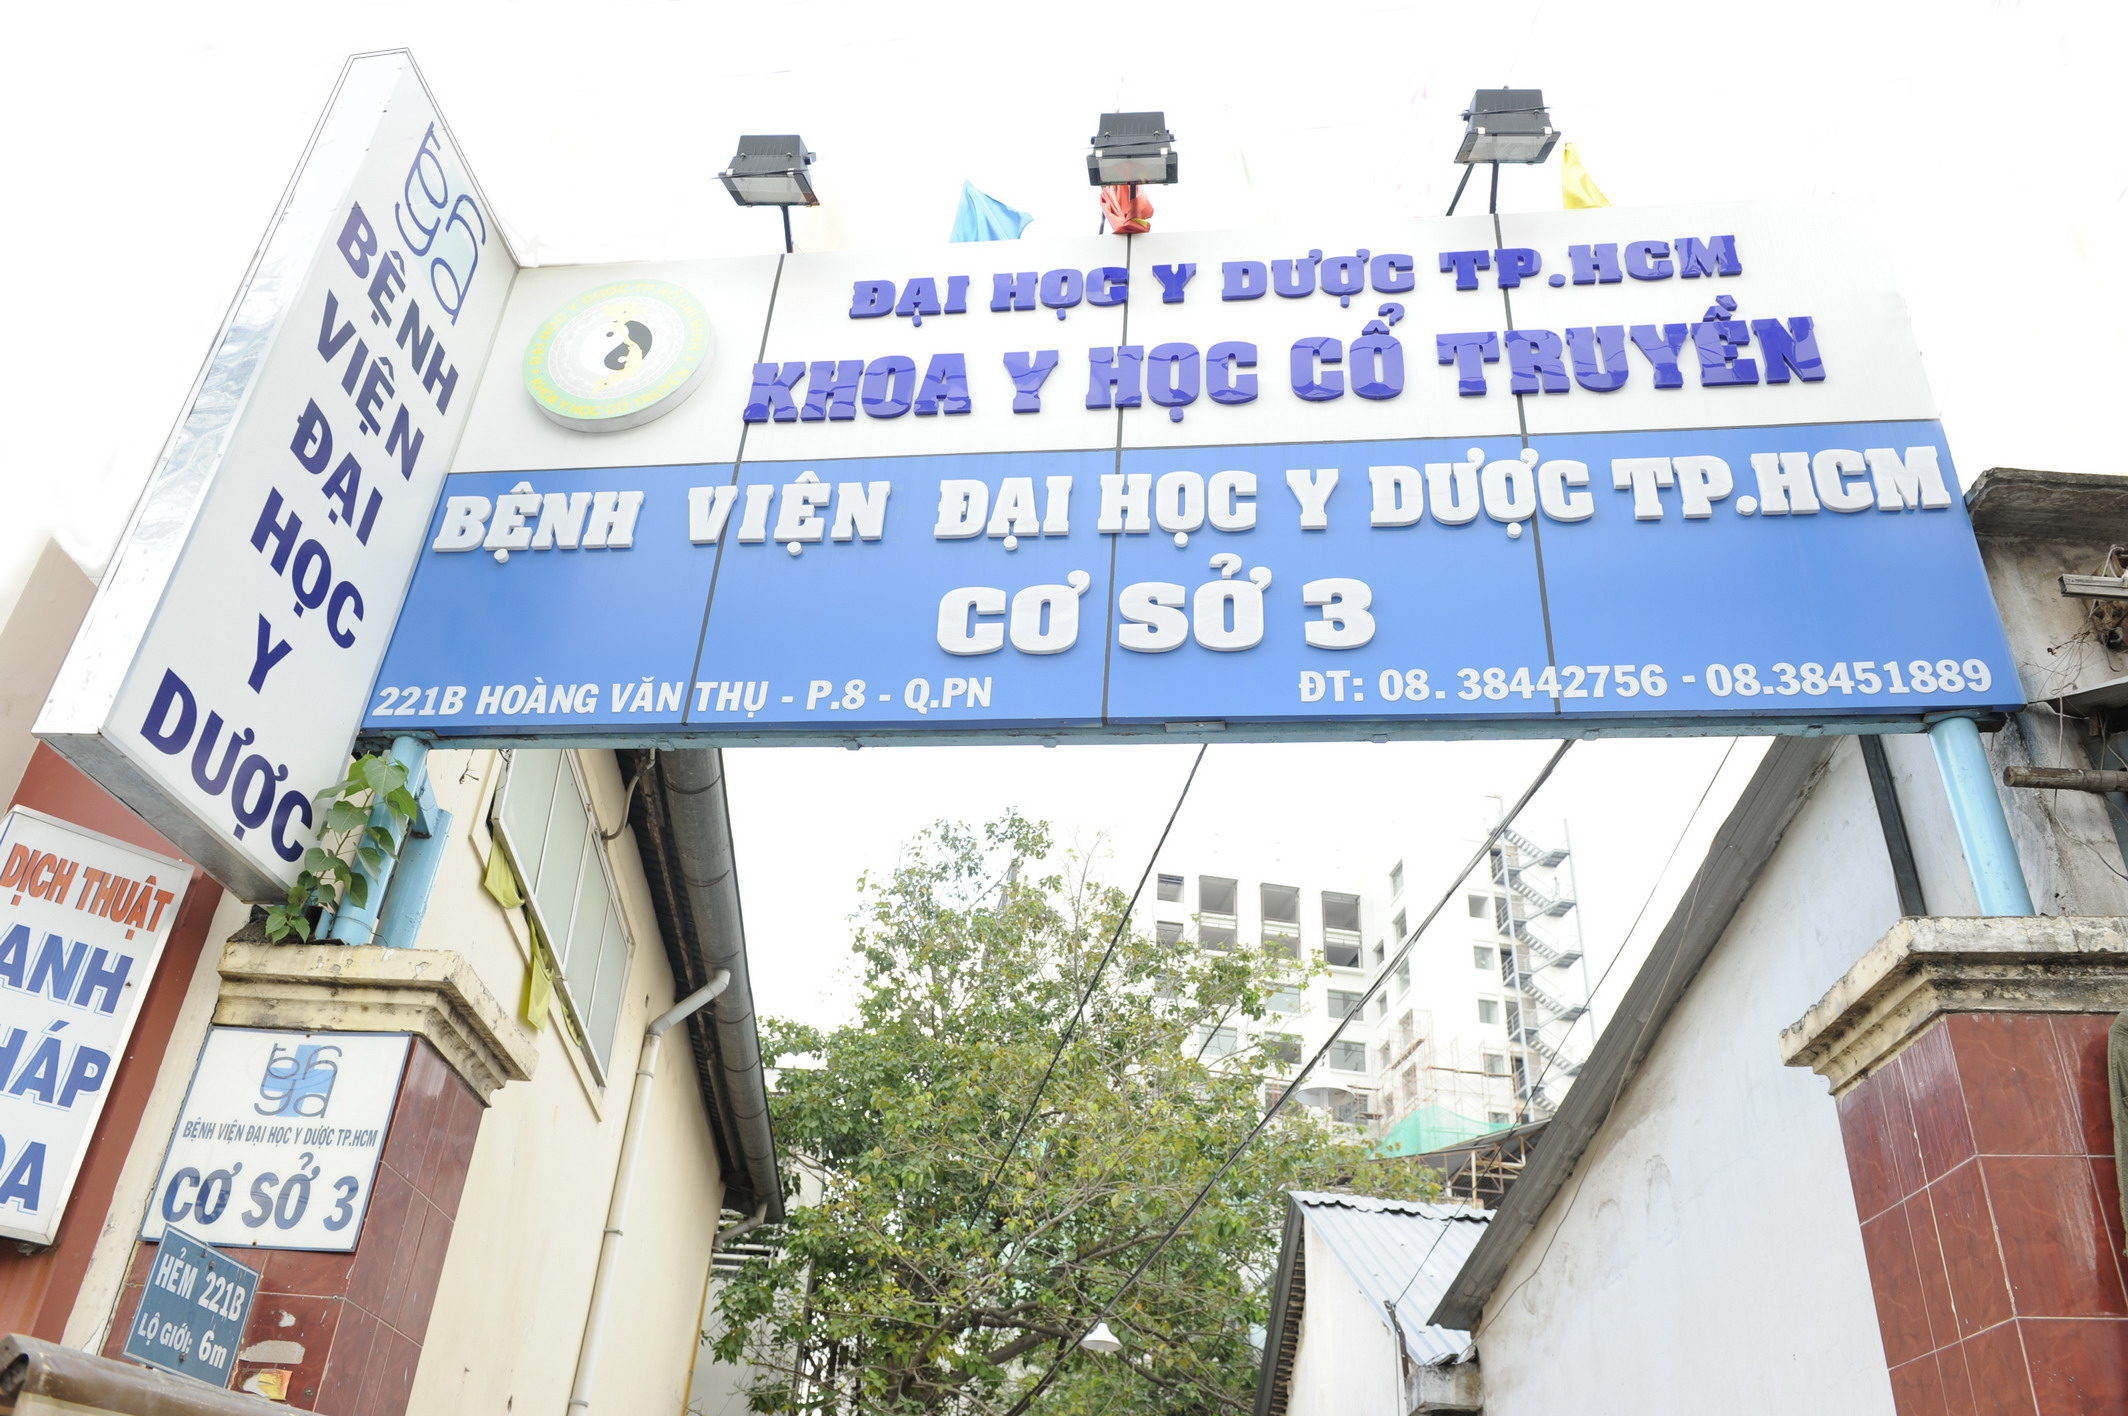 BỆNH
VIỆN
ĐẠI
HỌC
Y
DƯỢC
ĐẠI HỌC Y DƯỢC TP.HCM
KHOA Y HỌC CỔ TRUYỀN
BỆNH VIỆN ĐẠI HỌC Y DƯỢC TP.HCM
CƠ SỞ 3
221B HOÀNG VĂN THỤ - P.8 - Q.PN
ĐT: 08. 38442756 - 08.38451889
DỊCH THUẬT
ANH
BỆNH VIỆN ĐẠI HỌC Y DƯỢC TP.HCM
CƠ SỞ 3
HẺM 221B
LỘ GIỚI: 6m